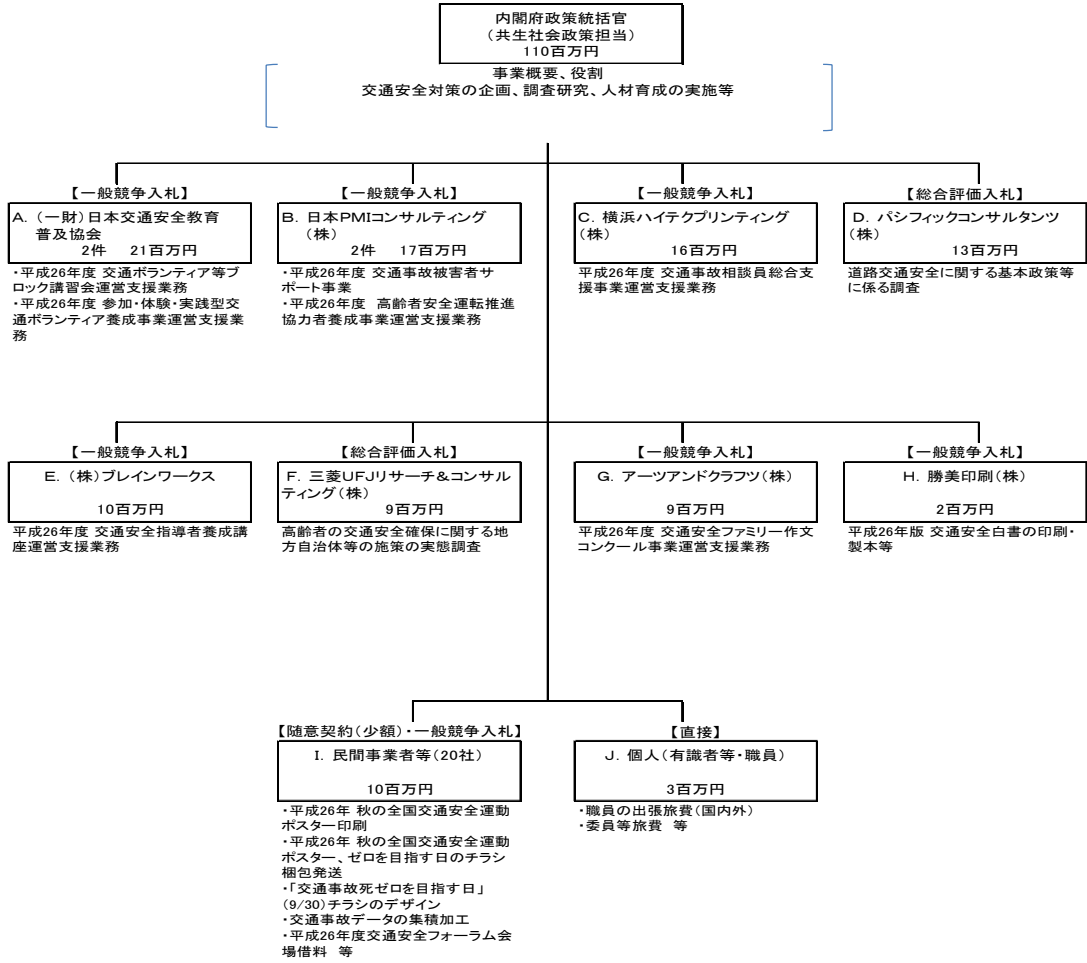 内閣府政策統括官
(共生社会政策担当)
110百万円
事業概要、役割
交通安全対策の企画、調査研究、人材育成の実施等
【一般競争入札】
A. (一財)日本交通安全教育
普及協会
2件 21百万円
・平成26年度 交通ボランティア等ブ
ロック講習会運営支援業務
・平成26年度 参加・体験・実践型交
通ボランティア養成事業運営支援業
務
【一般競争入札】
B. 日本PMIコンサルティング
(株)
2件 17百万円
・平成26年度 交通事故被害者サ
ポート事業
・平成26年度 高齢者安全運転推進
協力者養成事業運営支援業務
【一般競争入札】
C. 横浜ハイテクプリンティング
(株)
16百万円
平成26年度 交通事故相談員総合支
援事業運営支援業務
【総合評価入札】
D. パシフィックコンサルタンツ
(株)
13百万円
道路交通安全に関する基本政策等
に係る調査
【一般競争入札】
E. (株)ブレインワークス
10百万円
平成26年度 交通安全指導者養成講
座運営支援業務
【総合評価入札】
F. 三菱UFJリサーチ&コンサル
ティング(株)
9百万円
高齢者の交通安全確保に関する地
方自治体等の施策の実態調査
【一般競争入札】
G. アーツアンドクラフツ(株)
9百万円
平成26年度 交通安全ファミリー作文
コンクール事業運営支援業務
【一般競争入札】
H. 勝美印刷(株)
2百万円
平成26年版 交通安全白書の印刷・
製本等
【随意契約(少額)・一般競争入札】
I. 民間事業者等(20社)
10百万円
・平成26年 秋の全国交通安全運動
ポスター印刷
・平成26年 秋の全国交通安全運動
ポスター、ゼロを目指す日のチラシ
梱包発送
・「交通事故死ゼロを目指す日」
(9/30)チラシのデザイン
・交通事故データの集積加工
・平成26年度交通安全フォーラム会
場借料 等
【直接】
J. 個人(有識者等・職員)
3百万円
・職員の出張旅費(国内外)
・委員等旅費 等